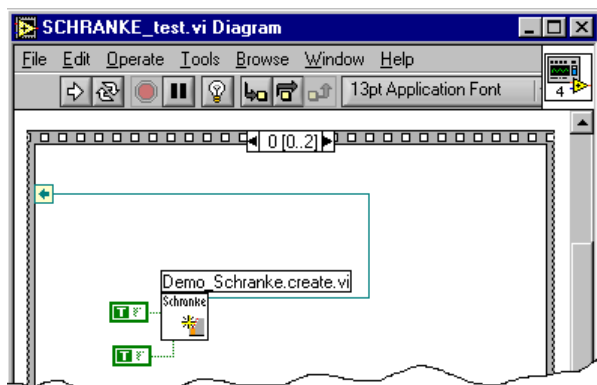 SCHRANKE_test.vi Diagram
File Edit Operate Tools Browse Window Help
13pt Application Font
4
0 [0..2]
Demo_Schranke.create.vi
Schranke
T F
T F